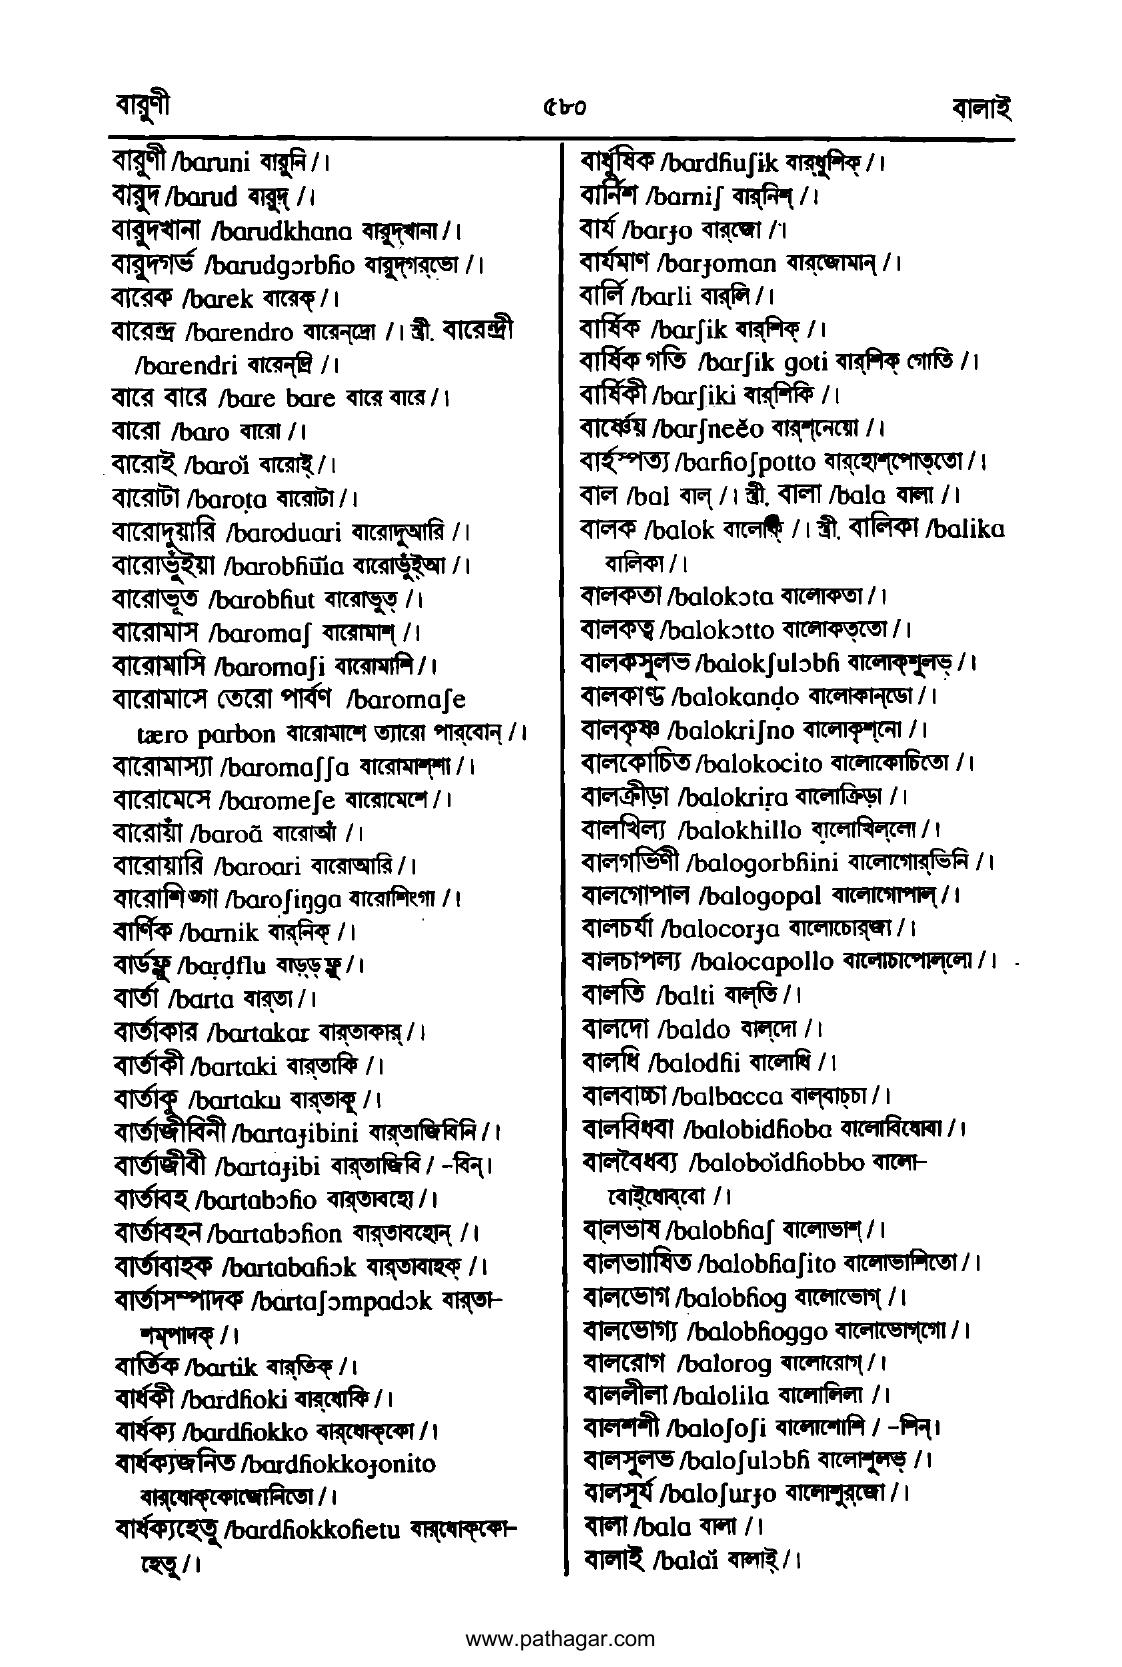 বারুণী ৫৮০ বালাই
বারুণী /baruni বারুনি /।
বারুদ /barud বারুদ্ /।
বারুদখানা /barudkhana বারুদ্‌খানা /।
বারুদগর্ভ /barudgɔrbɦo বারুদ্‌গর্‌ভো /।
বারেক /barek বারেক্ /।
বারেন্দ্র /barendro বারেন্‌দ্রো /। স্ত্রী. বারেন্দ্রী
/barendri বারেন্‌দ্রি /।
বারে বারে /bare bare বারে বারে /।
বারো /baro বারো /।
বারোই /baroĭ বারোই্ /।
বারোটা /baroṭa বারোটা /।
বারোদুয়ারি /baroduari বারোদুআরি /।
বারোভুঁইয়া /barobɦũĩa বারোভুঁইআ /।
বারোভূত /barobɦut বারোভুত্ /।
বারোমাস /baromaʃ বারোমাশ্ /।
বারোমাসি /baromaʃi বারোমাশি /।
বারোমাসে তেরো পার্বণ /baromaʃe
tæro parbon বারোমাশে ত্যারো পার্‌বোন্ /।
বারোমাস্যা /baromaʃʃa বারোমাশ্‌শা /।
বারোমেসে /baromeʃe বারোমেশে /।
বারোয়াঁ /baroã বারোআঁ /।
বারোয়ারি /baroari বারোআরি /।
বারোশিঙ্গা /baroʃiŋga বারোশিংগা /।
বার্ণিক /barnik বার্‌নিক্ /।
বার্ডফ্লু /baṛḍflu বাড়্‌ড্‌ফ্লু /।
বার্তা /barta বার্‌তা /।
বার্তাকার /bartakar বার্‌তাকার্ /।
বার্তাকী /bartaki বার্‌তাকি /।
বার্তাকু /bartaku বার্‌তাকু /।
বার্তাজীবিনী /bartaɟibini বার্‌তাজিবিনি /।
বার্তাজীবী /bartaɟibi বার্‌তাজিবি / -বিন্।
বার্তাবহ /bartabɔɦo বার্‌তাবহো /।
বার্তাবহন /bartabɔɦon বার্‌তাবহোন্ /।
বার্তাবাহক /bartabaɦɔk বার্‌তাবাহক্ /।
বার্তাসম্পাদক /bartaʃɔmpadɔk বার্‌তা–
শম্‌পাদক্ /।
বার্তিক /bartik বার্‌তিক্ /।
বার্ধকী /bardɦoki বার্‌ধোকি /।
বার্ধক্য /bardɦokko বার্‌ধোক্‌কো /।
বার্ধক্যজনিত /bardɦokkoɟonito
বার্‌ধোক্‌কোজোনিতো /।
বার্ধক্যহেতু /bardɦokkoɦetu বার্‌ধোক্‌কো–
হেতু /।
বার্ধুষিক /bardɦuʃik বার্‌ধুশিক্ /।
বার্নিশ /barniʃ বার্‌নিশ্ /।
বার্য /barɟo বার্‌জো /।
বার্যমাণ /barɟoman বার্‌জোমান্ /।
বার্লি /barli বার্‌লি /।
বার্ষিক /barʃik বার্‌শিক্ /।
বার্ষিক গতি /barʃik goti বার্‌শিক্ গোতি /।
বার্ষিকী /barʃiki বার্‌শিকি /।
বার্ষ্ণেয় /barʃneĕo বার্‌শ্‌নেয়ো /।
বার্হস্পত্য /barɦoʃpotto বার্‌হোশ্‌পোত্‌তো /।
বাল /bal বাল্ /। স্ত্রী. বালা /bala বালা /।
বালক /balok বালোক্ /। স্ত্রী. বালিকা /balika
বালিকা /।
বালকতা /balokɔta বালোকতা /।
বালকত্ব /balokɔtto বালোকত্‌তো /।
বালকসুলভ /balokʃulɔbɦ বালোক্‌শুলভ্ /।
বালকাণ্ড /balokanḍo বালোকান্‌ডো /।
বালকৃষ্ণ /balokriʃno বালোকৃশ্‌নো /।
বালকোচিত /balokocito বালোকোচিতো /।
বালক্রীড়া /balokriṛa বালোক্রিড়া /।
বালখিল্য /balokhillo বালোখিল্‌লো /।
বালগর্ভিণী /balogorbɦini বালোগোর্‌ভিনি /।
বালগোপাল /balogopal বালোগোপাল্ /।
বালচর্যা /balocorɟa বালোচোর্‌জা /।
বালচাপল্য /balocapollo বালোচাপোল্‌লো /।
বালতি /balti বাল্‌তি /।
বালদো /baldo বাল্‌দো /।
বালধি /balodɦi বালোধি /।
বালবাচ্চা /balbacca বাল্‌বাচ্‌চা /।
বালবিধবা /balobidɦoba বালোবিধোবা /।
বালবৈধব্য /baloboĭdɦobbo বালো–
বোই্‌ধোব্‌বো /।
বালভাষ /balobɦaʃ বালোভাশ্ /।
বালভাষিত /balobɦaʃito বালোভাশিতো /।
বালভোগ /balobɦog বালোভোগ্ /।
বালভোগ্য /balobɦoggo বালোভোগ্‌গো /।
বালরোগ /balorog বালোরোগ্ /।
বাললীলা /balolila বালোলিলা /।
বালশশী /baloʃoʃi বালোশোশি / -শিন্।
বালসুলভ /baloʃulɔbɦ বালোশুলভ্ /।
বালসূর্য /baloʃurɟo বালোশুর্‌জো /।
বালা /bala বালা /।
বালাই /balaĭ বালাই্ /।
www.pathagar.com